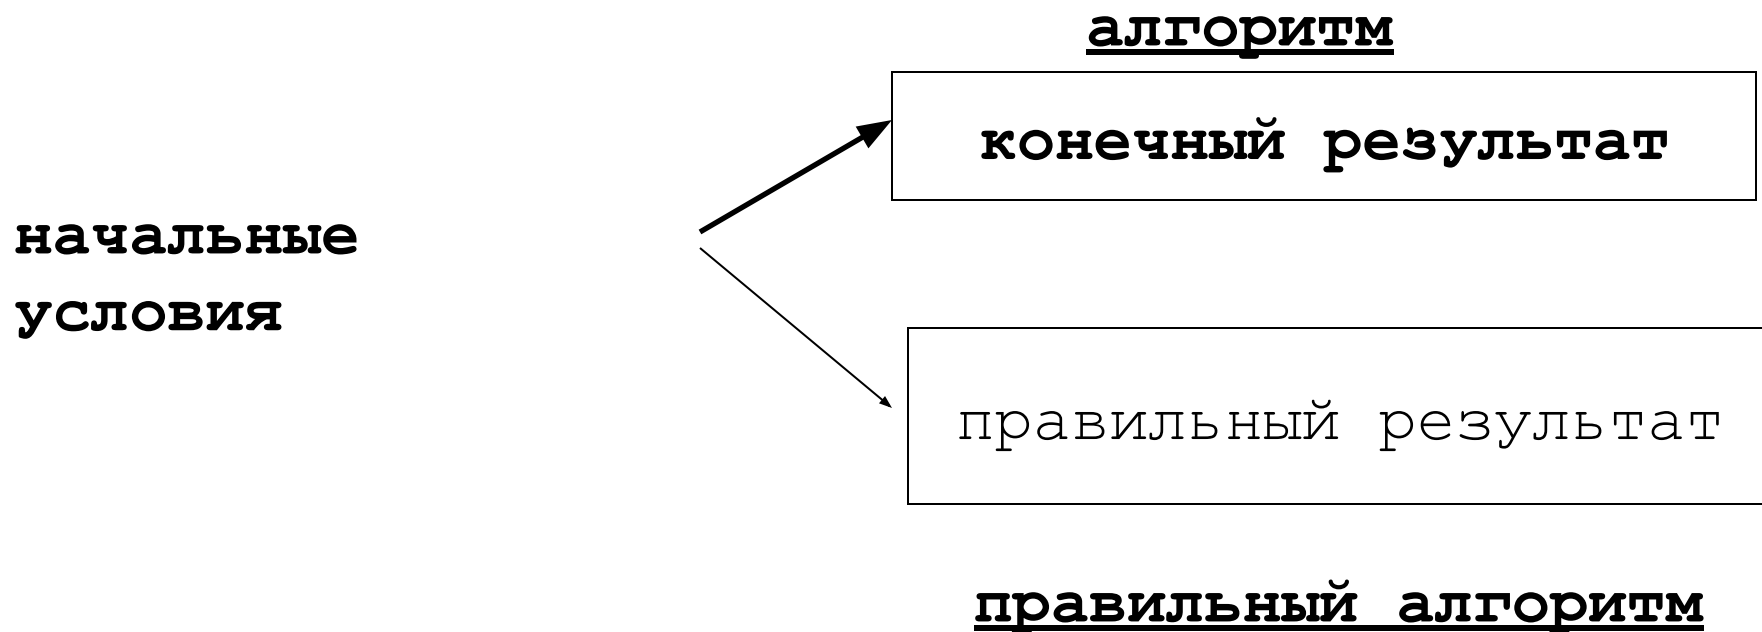 алгоритм
конечный результат
начальные
условия
правильный результат
правильный алгоритм